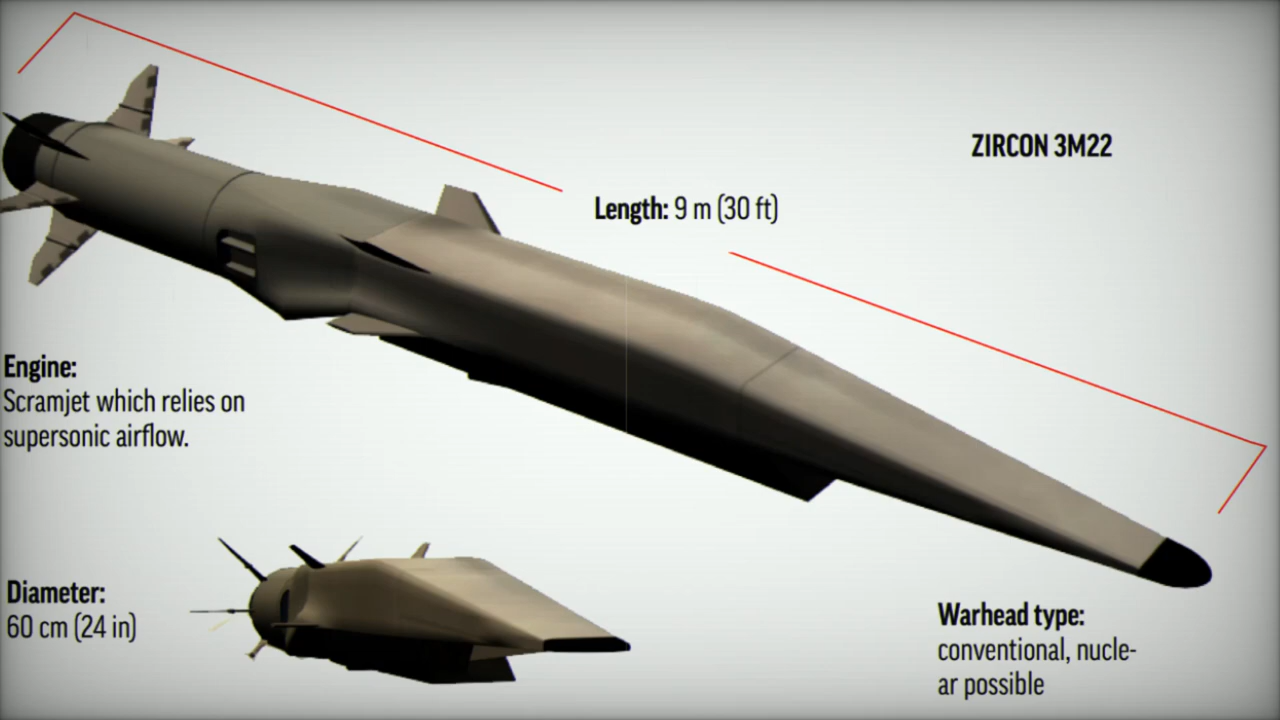 ZIRCON 3M22
Length: 9 m (30 ft)
Engine:
Scramjet which relies on
supersonic airflow.
Diameter:
60 cm (24 in)
Warhead type:
conventional, nucle-
ar possible